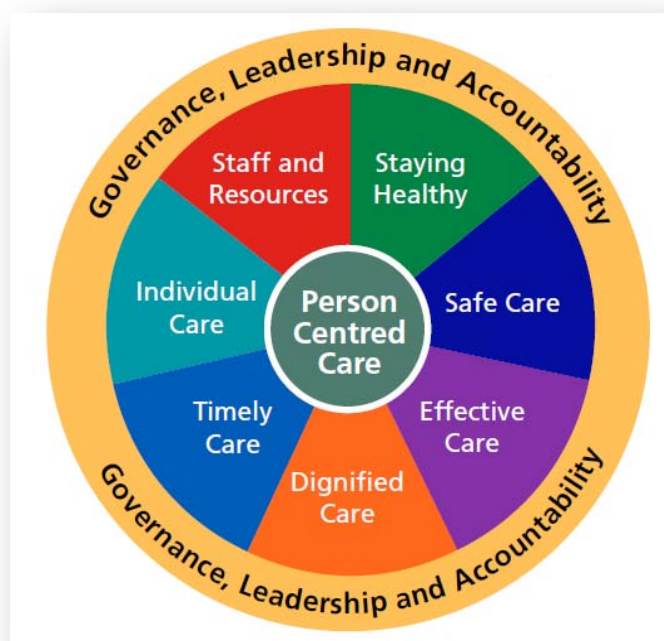 Governance, Leadership and Accountability
Staff and
Resources
Staying
Healthy
Individual
Care
Person
Centred
Care
Safe Care
Timely
Care
Effective
Care
Dignified
Care
Governance, Leadership and Accountability